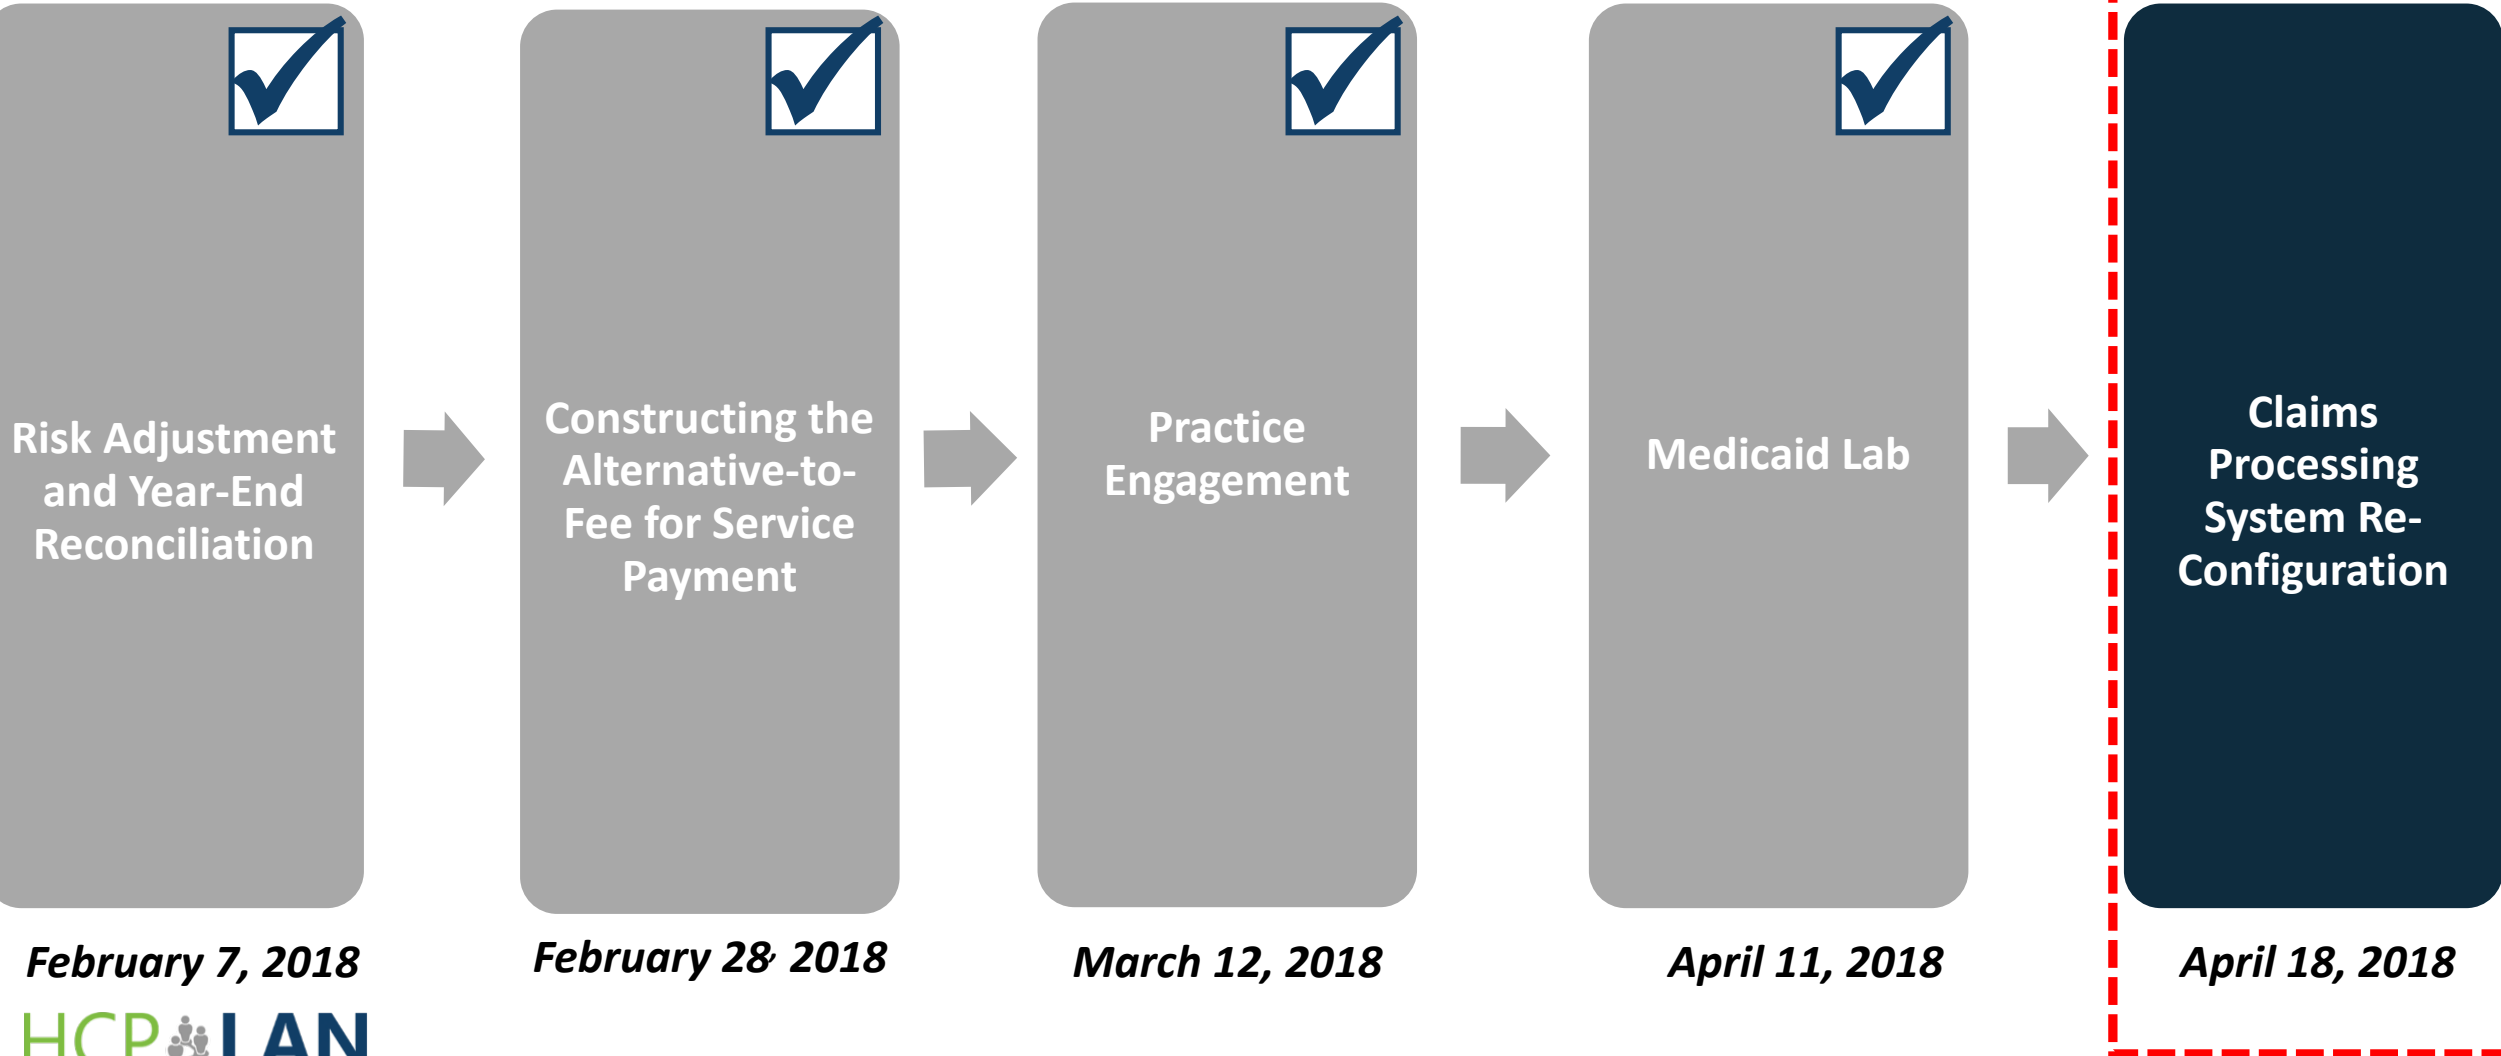 Risk Adjustment
and Year-End
Reconciliation
Constructing the
Alternative-to-
Fee for Service
Payment
Practice
Engagement
Medicaid Lab
Claims
Processing
System Re-
Configuration
February 7, 2018
February 28, 2018
March 12, 2018
April 11, 2018
April 18, 2018
HCP LAN